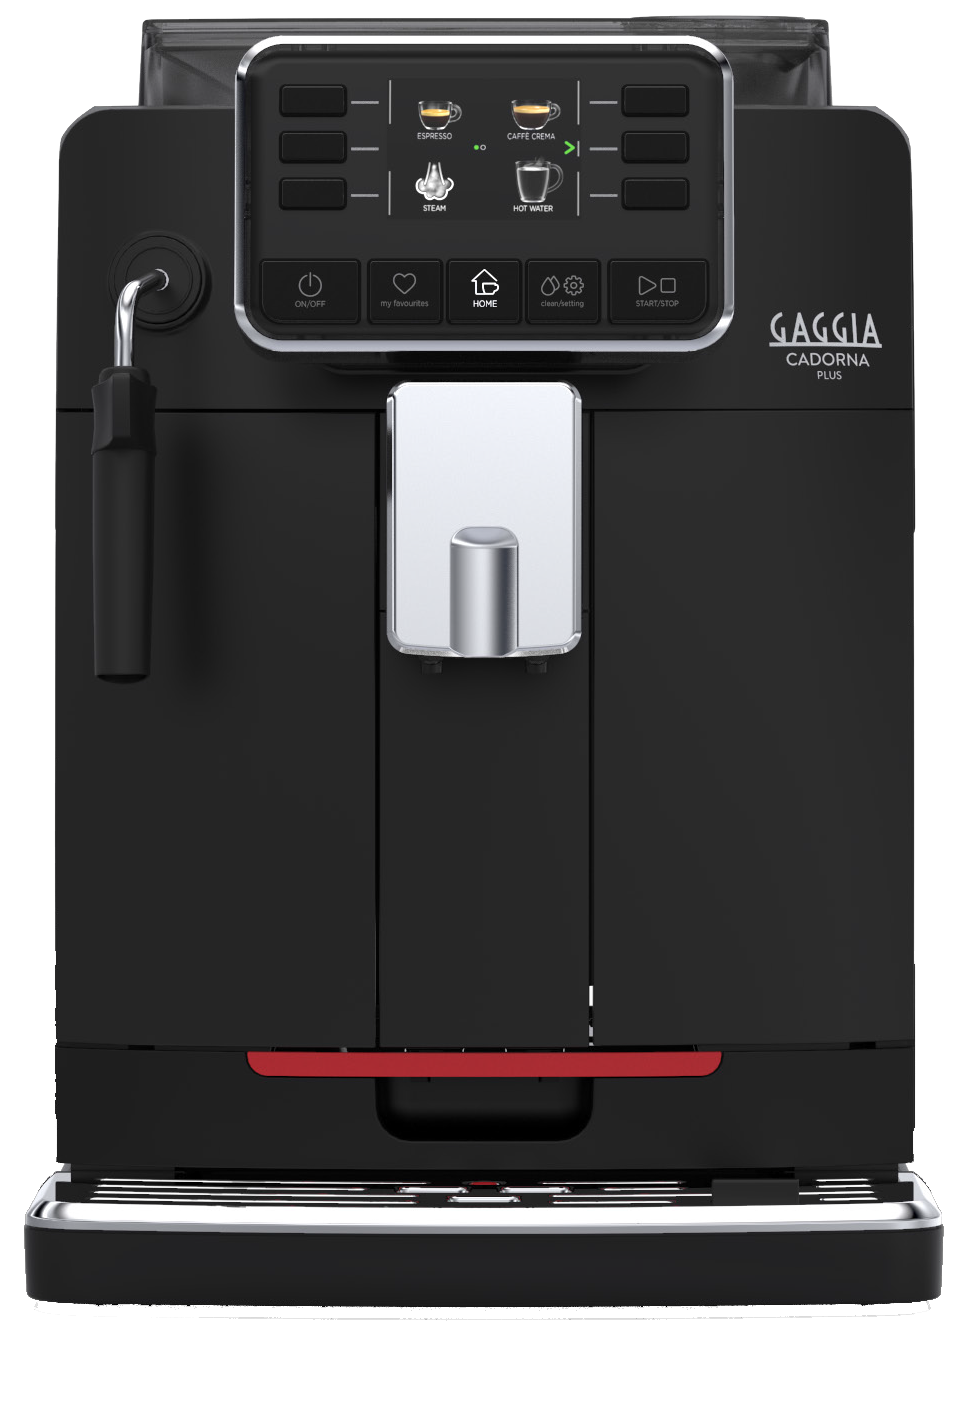 ESPRESSO
CAFFÈ CREMA
STEAM
HOT WATER
ON/OFF
my favourites
HOME
clean/setting
START/STOP
GAGGIA
CADORNA
PLUS